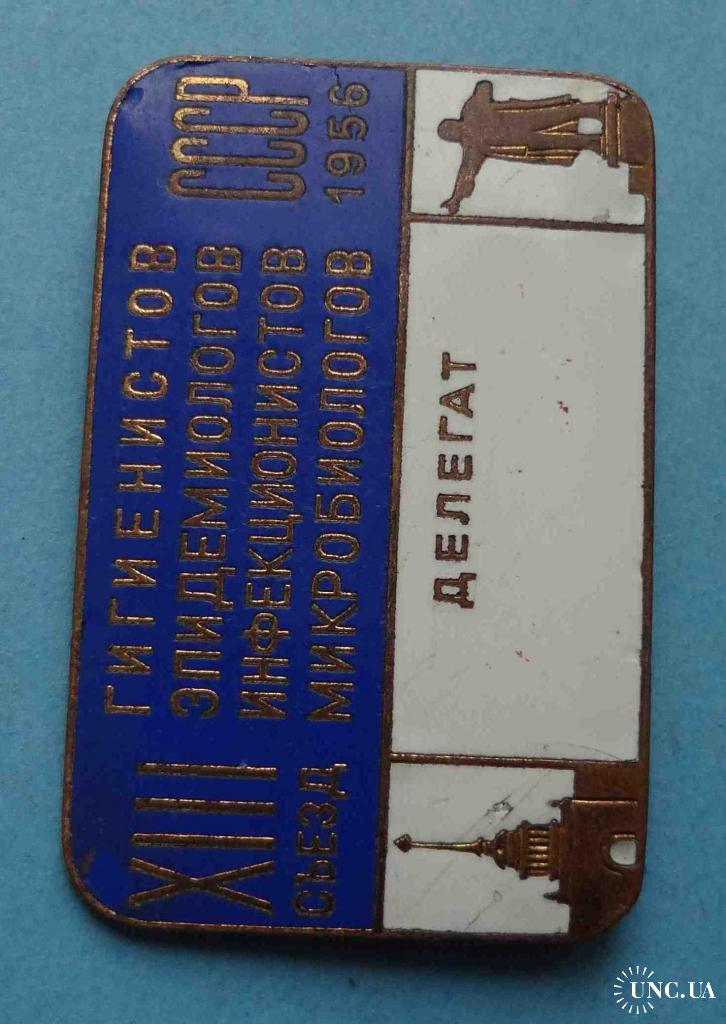 XIII
СЪЕЗД
ГИГИЕНИСТОВ
ЭПИДЕМИОЛОГОВ
ИНФЕКЦИОНИСТОВ
МИКРОБИОЛОГОВ
СССР
1956
ДЕЛЕГАТ
UNC.UA